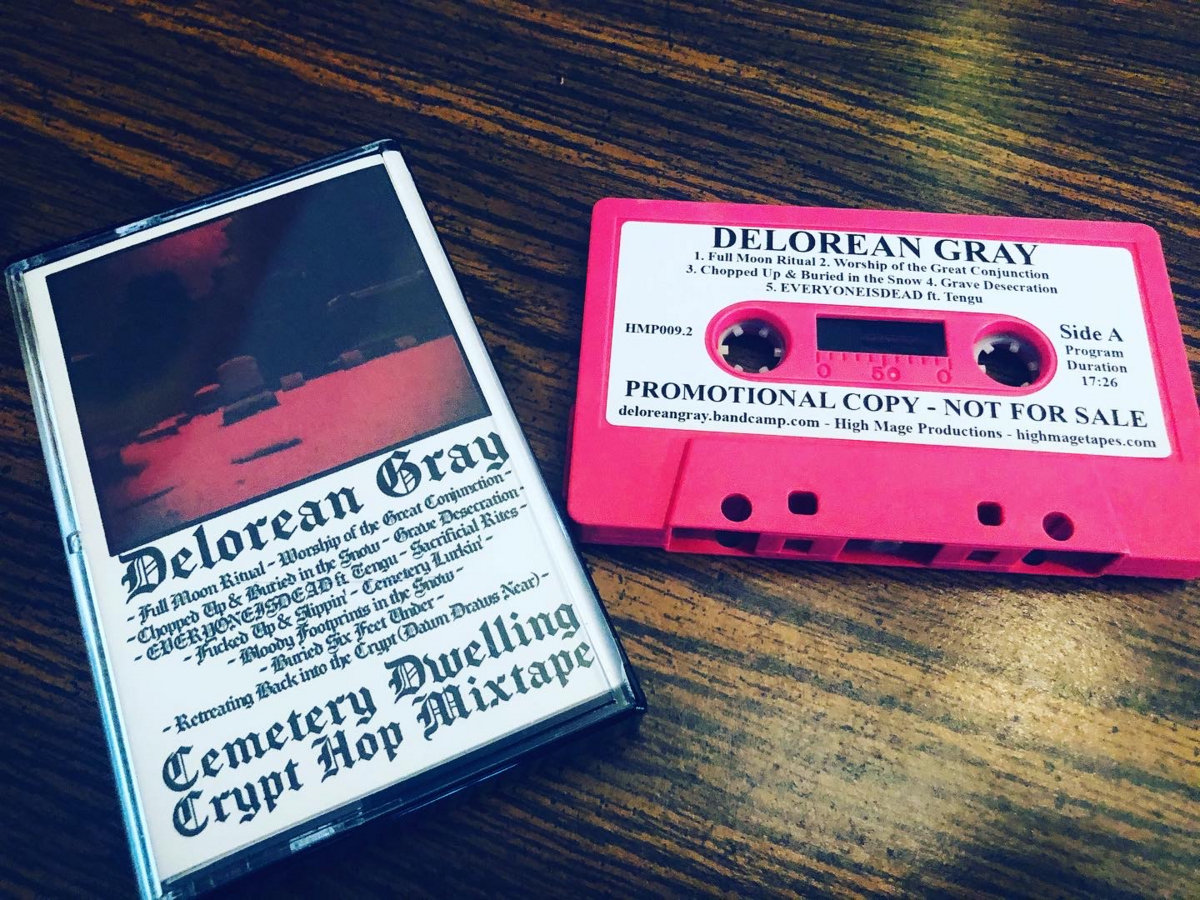 Delorean Gray
- Full Moon Ritual - Worship of the Great Conjunction -
- Chopped Up & Buried in the Snow - Grave Desecration -
- EVERYONEISDEAD ft. Tengu - Sacrificial Rites -
- Fucked Up & Slippin' - Cemetery Lurkin' -
- Bloody Footprints in the Snow -
- Buried Six Feet Under -
- Retreating Back into the Crypt (Dawn Draws Near) -
Cemetery Dwelling
Crypt Hop Mixtape
DELOREAN GRAY
1. Full Moon Ritual 2. Worship of the Great Conjunction
3. Chopped Up & Buried in the Snow 4. Grave Desecration
5. EVERYONEISDEAD ft. Tengu
HMP009.2
Side A
Program
Duration
17:26
0 50 0
PROMOTIONAL COPY - NOT FOR SALE
deloreangray.bandcamp.com - High Mage Productions - highmagetapes.com